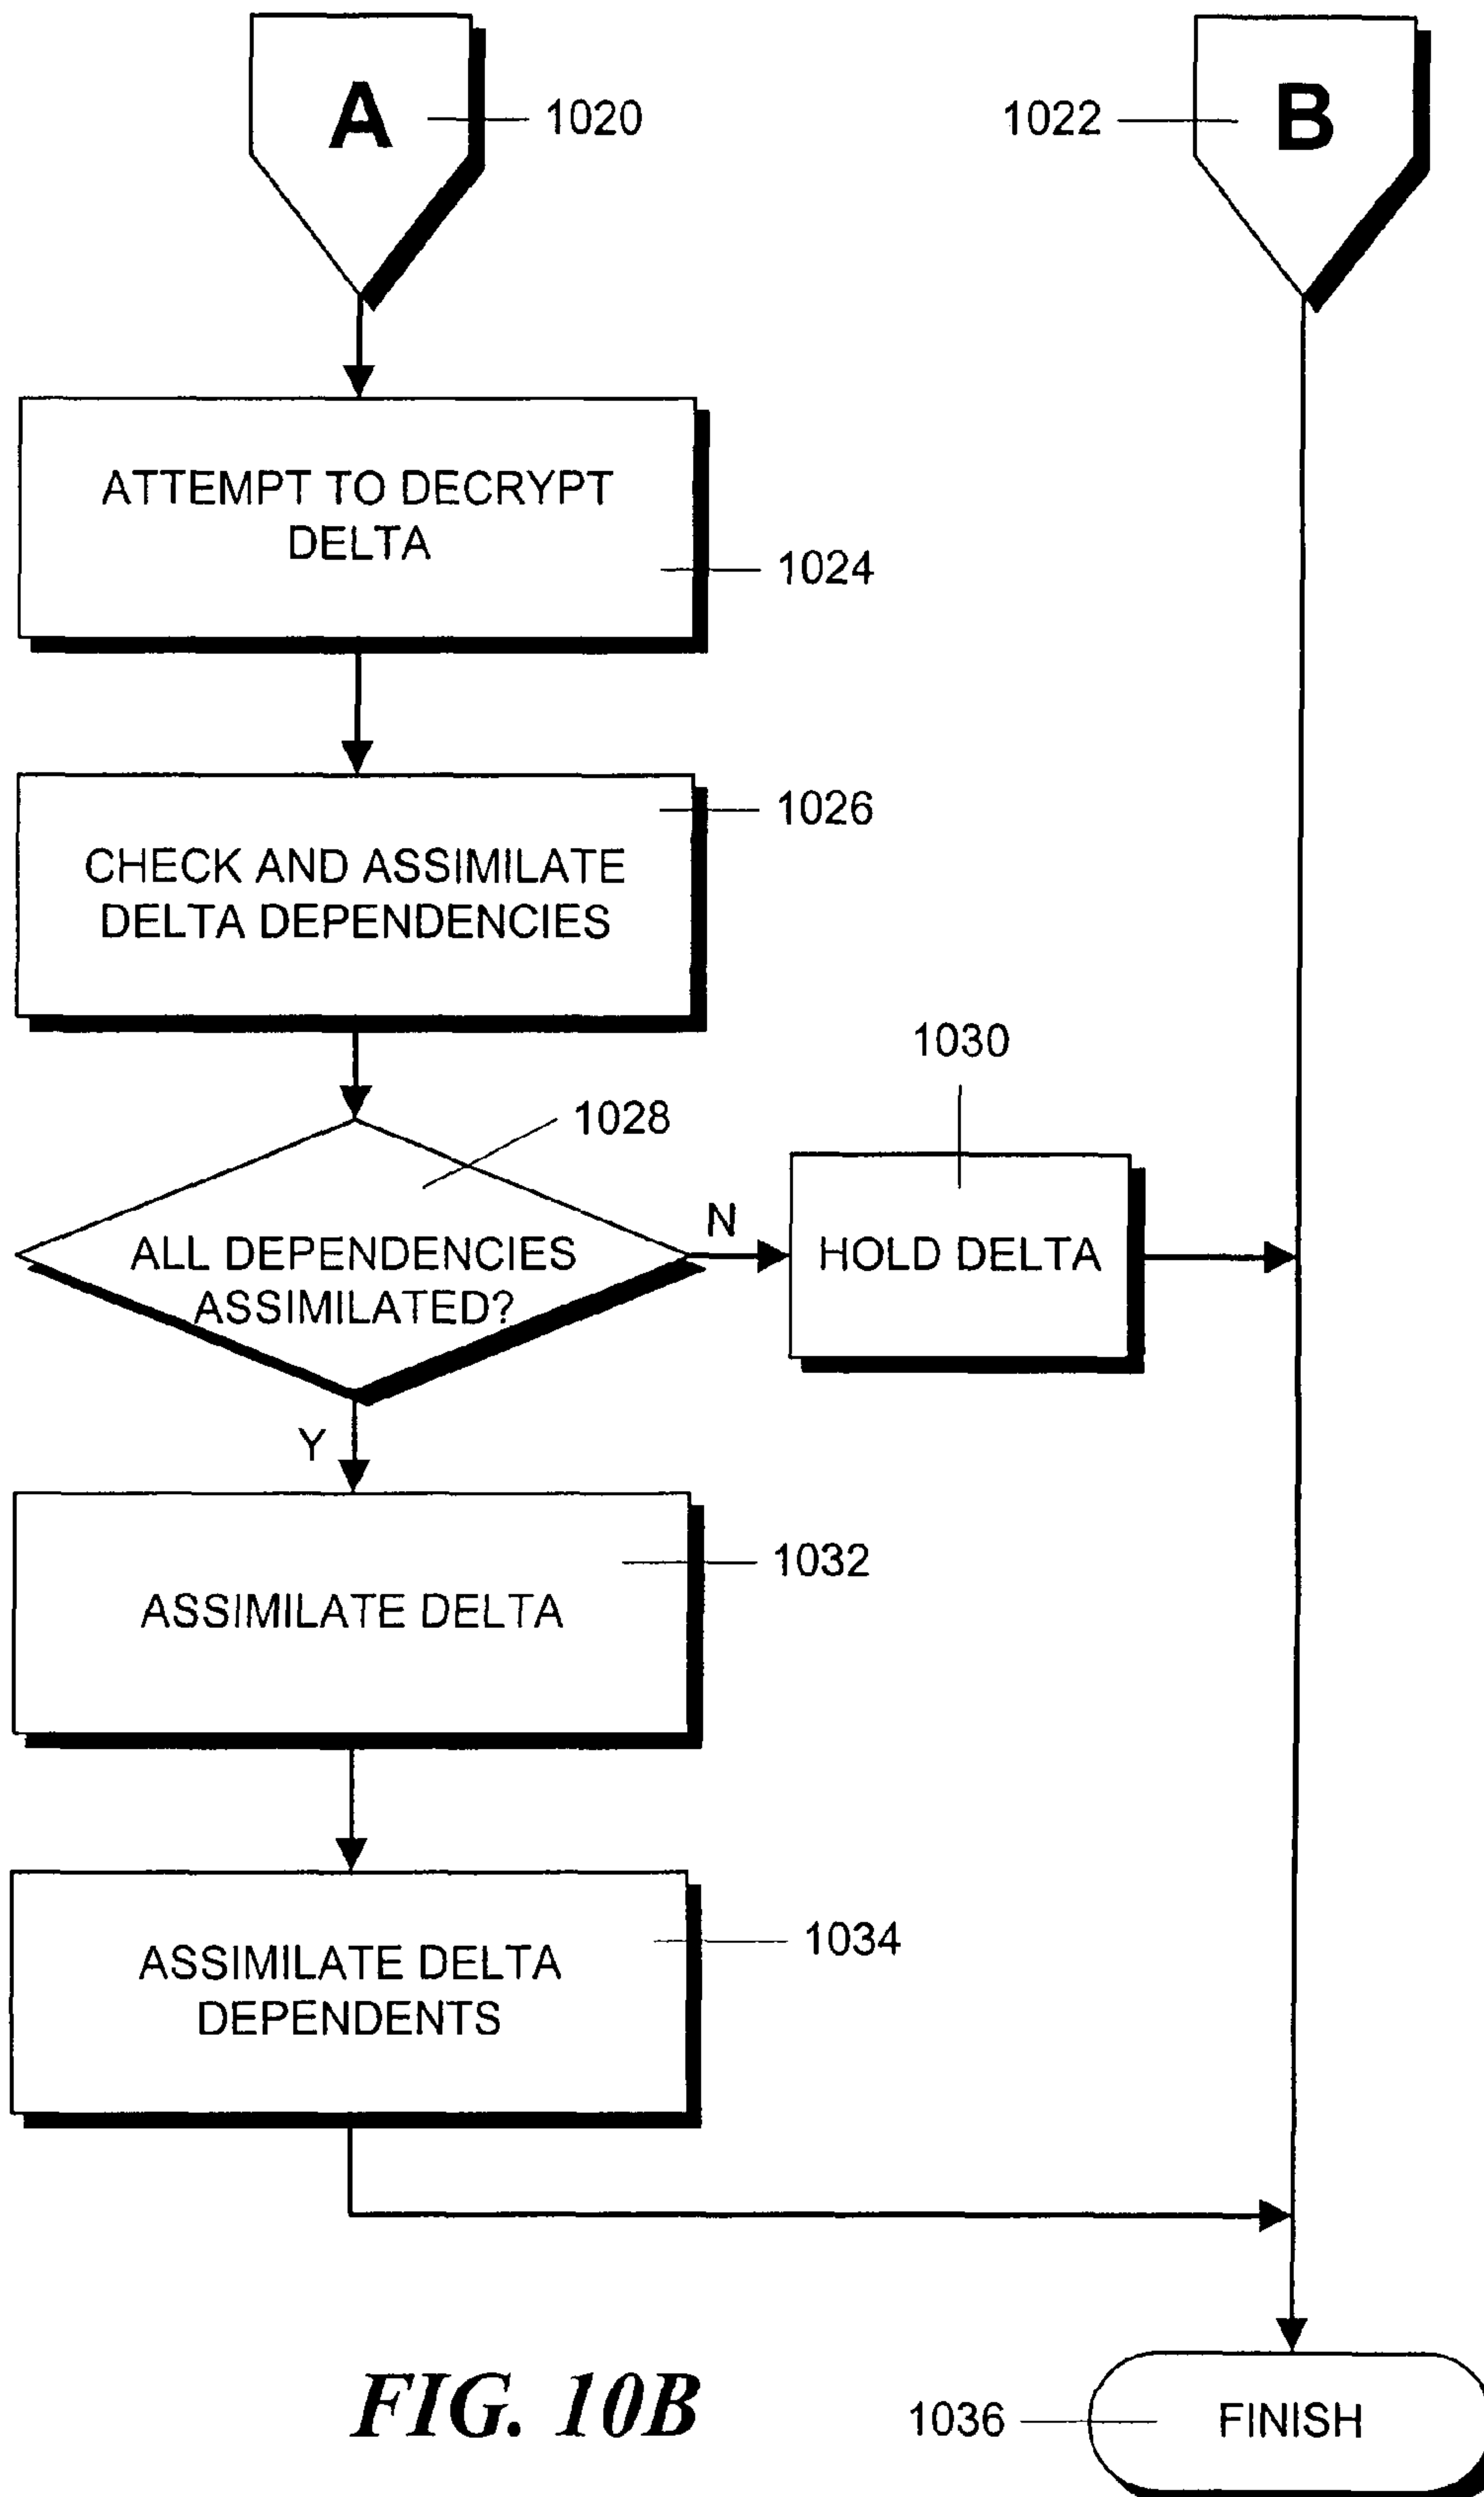 A
1020
1022
B
ATTEMPT TO DECRYPT
DELTA
1024
1026
CHECK AND ASSIMILATE
DELTA DEPENDENCIES
1030
1028
N
ALL DEPENDENCIES
ASSIMILATED?
HOLD DELTA
Y
1032
ASSIMILATE DELTA
1034
ASSIMILATE DELTA
DEPENDENTS
FIG. 10B
1036
FINISH